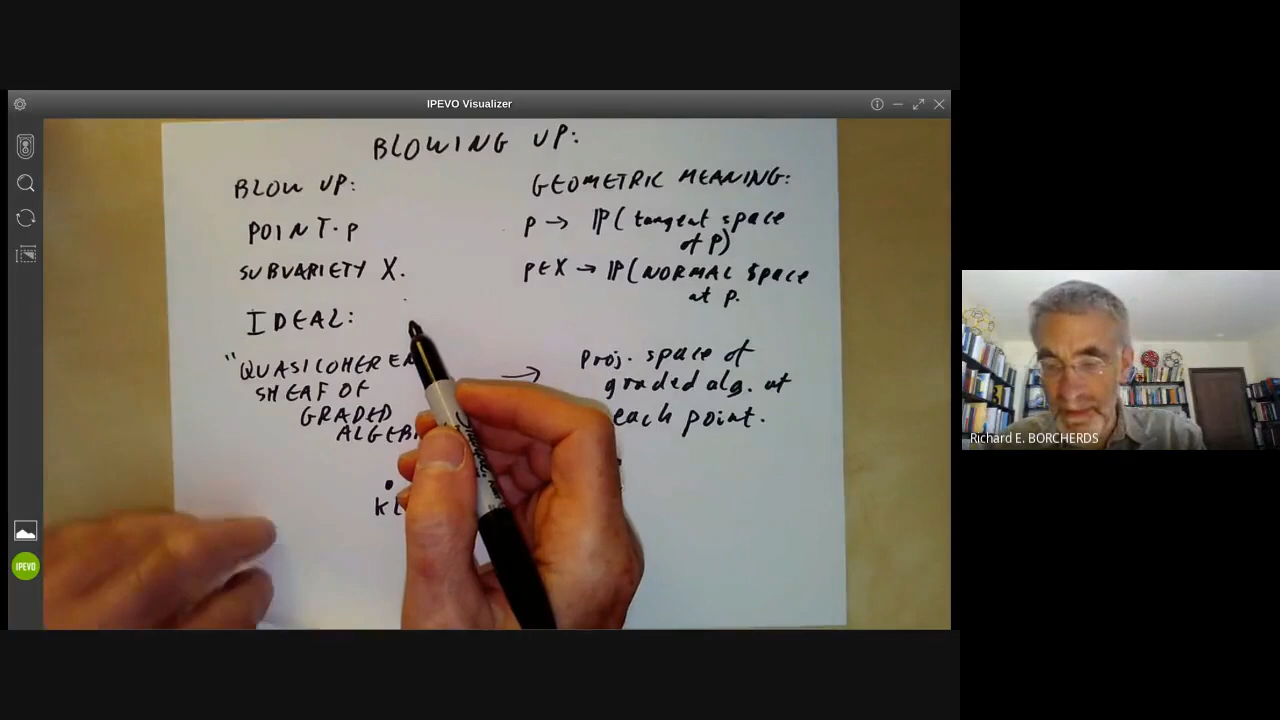 IPEVO Visualizer
BLOWING UP:
BLOW UP:
GEOMETRIC MEANING:
POINT. p
p → ℙ( tangent space
of p)
SUBVARIETY X.
p ∈ X → ℙ( NORMAL space
at p.
IDEAL:
"QUASICOHEREN
SHEAF OF
GRADED
ALGEB
→ proj. space of
graded alg. at
each point.
IPEVO
Richard E. BORCHERDS